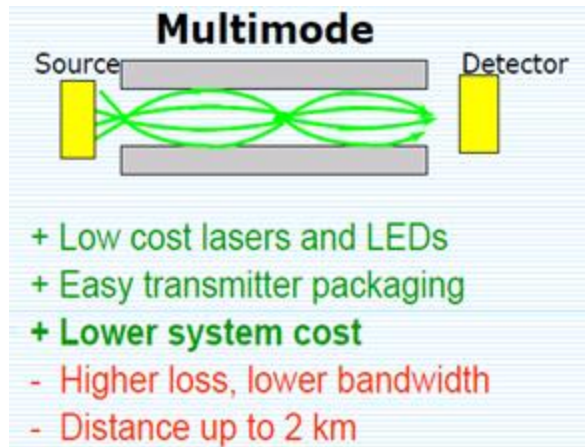 Multimode
Source
Detector
+ Low cost lasers and LEDs
+ Easy transmitter packaging
+ Lower system cost
- Higher loss, lower bandwidth
- Distance up to 2 km